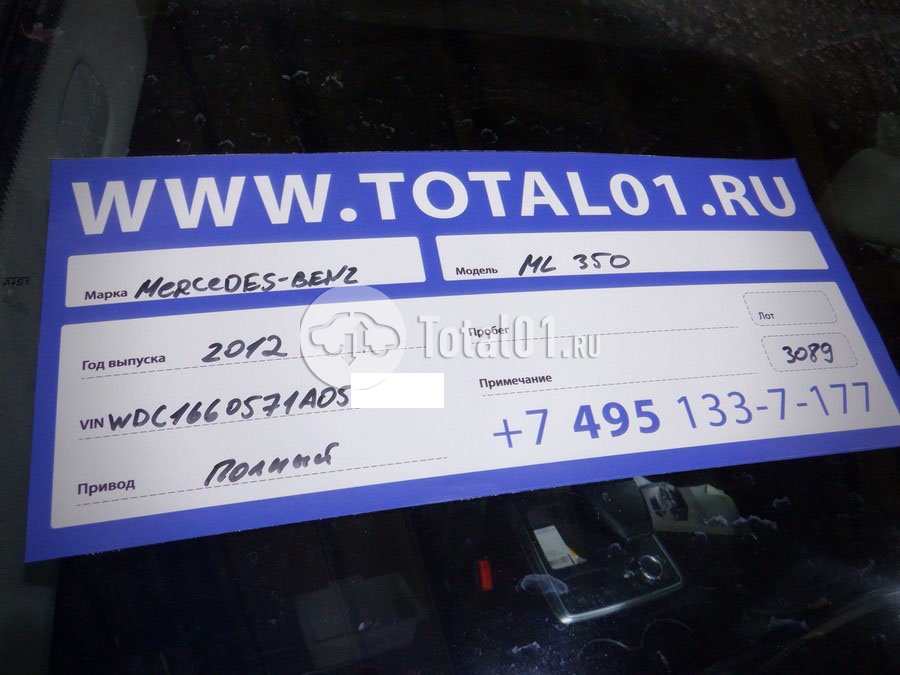 WWW.TOTAL01.RU
Марка MERCEDES-BENZ
Модель ML 350
Год выпуска 2012
Пробег
Лот
3089
VIN WDC1660571A05
Примечание
+7 495 133-7-177
Привод Полный
Total01.RU